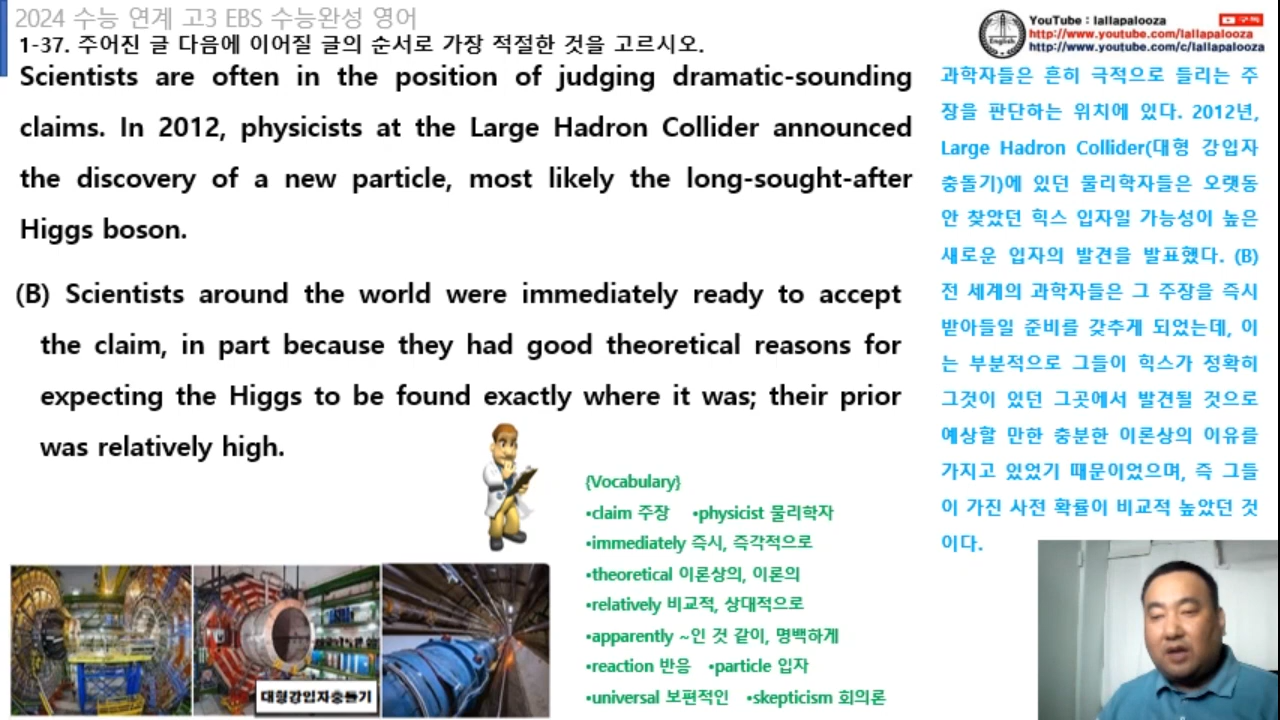 2024 수능 연계 고3 EBS 수능완성 영어
1-37. 주어진 글 다음에 이어질 글의 순서로 가장 적절한 것을 고르시오.
Scientists are often in the position of judging dramatic-sounding
claims. In 2012, physicists at the Large Hadron Collider announced
the discovery of a new particle, most likely the long-sought-after
Higgs boson.
(B) Scientists around the world were immediately ready to accept
the claim, in part because they had good theoretical reasons for
expecting the Higgs to be found exactly where it was; their prior
was relatively high.
{Vocabulary}
•claim 주장 •physicist 물리학자
•immediately 즉시, 즉각적으로
•theoretical 이론상의, 이론의
•relatively 비교적, 상대적으로
•apparently ~인 것 같이, 명백하게
•reaction 반응 •particle 입자
•universal 보편적인 •skepticism 회의론
대형강입자충돌기
English
YouTube : lallapalooza
구독
http://www.youtube.com/lallapalooza
http://www.youtube.com/c/lallapalooza
과학자들은 흔히 극적으로 들리는 주
장을 판단하는 위치에 있다. 2012년,
Large Hadron Collider(대형 강입자
충돌기)에 있던 물리학자들은 오랫동
안 찾았던 힉스 입자일 가능성이 높은
새로운 입자의 발견을 발표했다. (B)
전 세계의 과학자들은 그 주장을 즉시
받아들일 준비를 갖추게 되었는데, 이
는 부분적으로 그들이 힉스가 정확히
그것이 있던 그곳에서 발견될 것으로
예상할 만한 충분한 이론상의 이유를
가지고 있었기 때문이었으며, 즉 그들
이 가진 사전 확률이 비교적 높았던 것
이다.